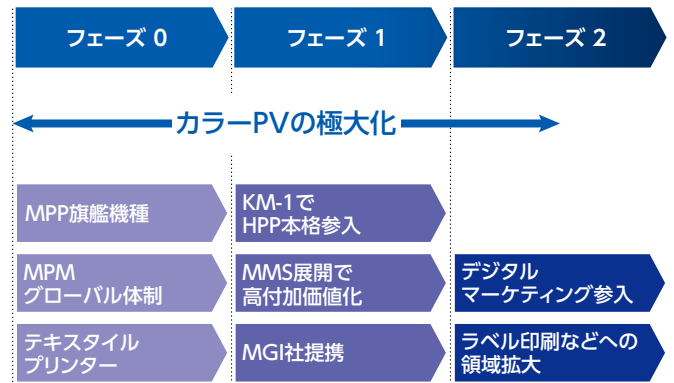 フェーズ 0
フェーズ 1
フェーズ 2
カラーPVの極大化
MPP旗艦機種
KM-1で
HPP本格参入
MPM
グローバル体制
MMS展開で
高付加価値化
デジタル
マーケティング参入
テキスタイル
プリンター
MGI社提携
ラベル印刷などへの
領域拡大